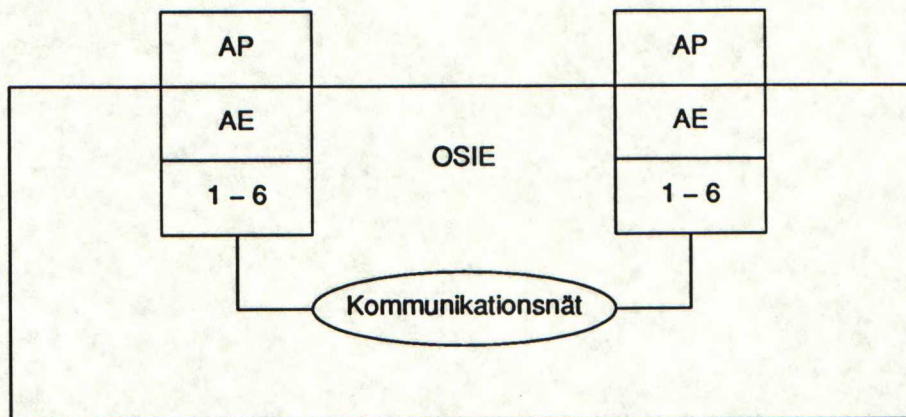 AP
AE
1 – 6
OSIE
AP
AE
1 – 6
Kommunikationsnät